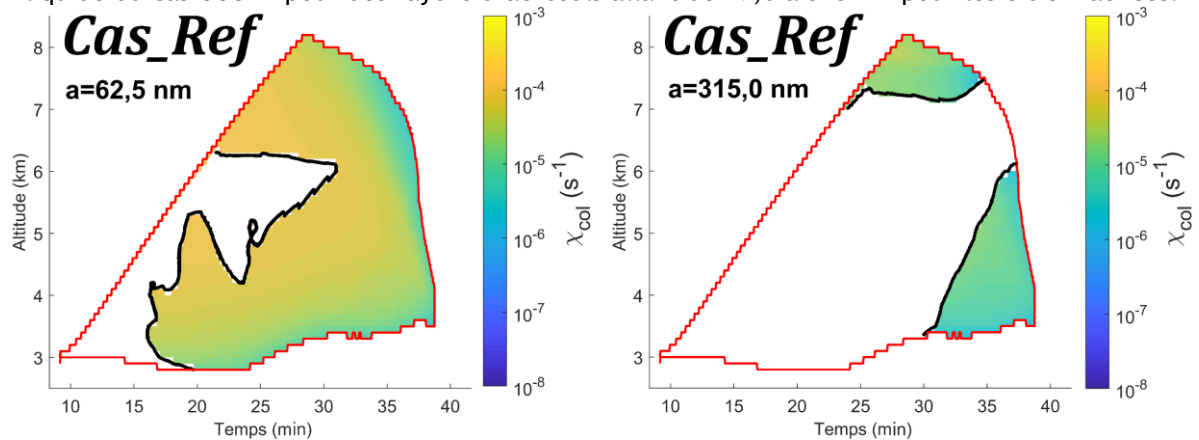 Cas_Ref
a=62,5 nm
8
7
6
5
4
3
10 15 20 25 30 35 40
Temps (min)
Altitude (km)
10-3
10-4
10-5
10-6
10-7
10-8
χcol (s-1)
Cas_Ref
a=315,0 nm
8
7
6
5
4
3
10 15 20 25 30 35 40
Temps (min)
Altitude (km)
10-3
10-4
10-5
10-6
10-7
10-8
χcol (s-1)